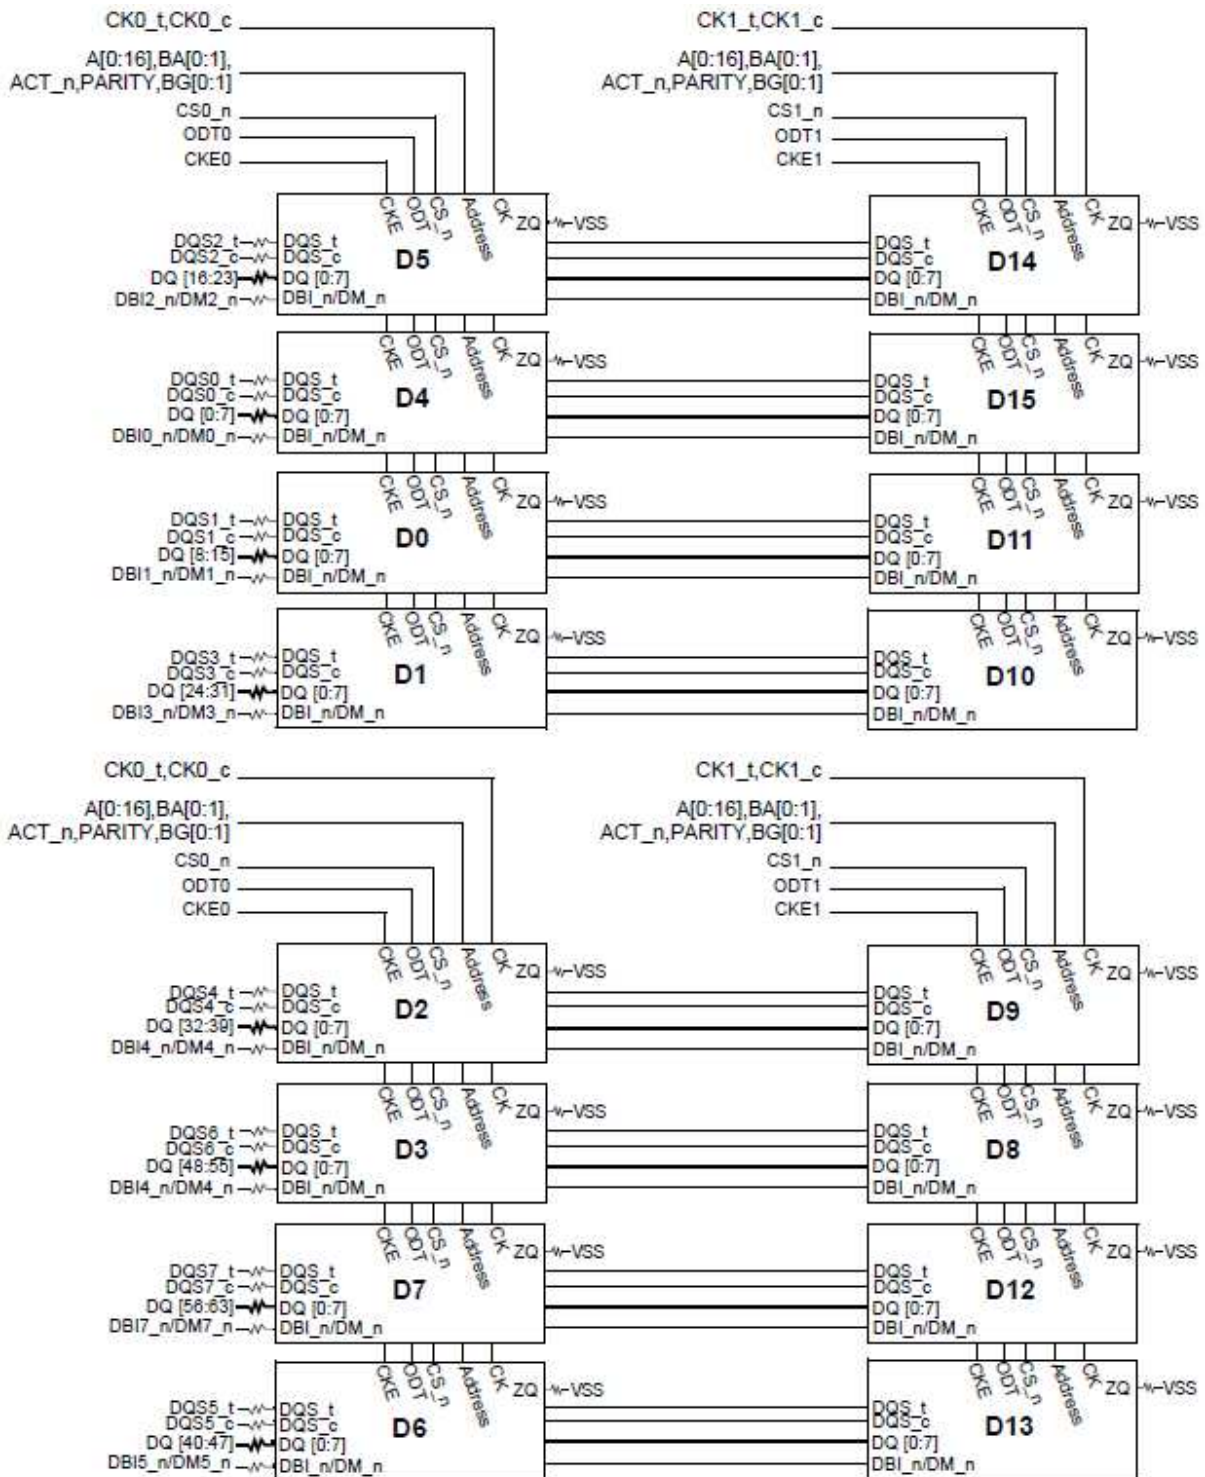 CK0_t,CK0_c
CK1_t,CK1_c
A[0:16],BA[0:1],
ACT_n,PARITY,BG[0:1]
A[0:16],BA[0:1],
ACT_n,PARITY,BG[0:1]
CS0_n
CS1_n
ODT0
ODT1
CKE0
CKE1
CKE ODT CS_n Address CK ZQ VSS
CKE ODT CS_n Address CK ZQ VSS
DQS2_t DQS_t
DQS2_c DQS_c
DQ [16:23] DQ [0:7]
DBI2_n/DM2_n DBI_n/DM_n
D5
DQS_t
DQS_c
DQ [0:7]
DBI_n/DM_n
D14
CKE ODT CS_n Address CK ZQ VSS
CKE ODT CS_n Address CK ZQ VSS
DQS0_t DQS_t
DQS0_c DQS_c
DQ [0:7] DQ [0:7]
DBI0_n/DM0_n DBI_n/DM_n
D4
DQS_t
DQS_c
DQ [0:7]
DBI_n/DM_n
D15
CKE ODT CS_n Address CK ZQ VSS
CKE ODT CS_n Address CK ZQ VSS
DQS1_t DQS_t
DQS1_c DQS_c
DQ [8:15] DQ [0:7]
DBI1_n/DM1_n DBI_n/DM_n
D0
DQS_t
DQS_c
DQ [0:7]
DBI_n/DM_n
D11
CKE ODT CS_n Address CK ZQ VSS
CKE ODT CS_n Address CK ZQ VSS
DQS3_t DQS_t
DQS3_c DQS_c
DQ [24:31] DQ [0:7]
DBI3_n/DM3_n DBI_n/DM_n
D1
DQS_t
DQS_c
DQ [0:7]
DBI_n/DM_n
D10
CK0_t,CK0_c
CK1_t,CK1_c
A[0:16],BA[0:1],
ACT_n,PARITY,BG[0:1]
A[0:16],BA[0:1],
ACT_n,PARITY,BG[0:1]
CS0_n
CS1_n
ODT0
ODT1
CKE0
CKE1
CKE ODT CS_n Address CK ZQ VSS
CKE ODT CS_n Address CK ZQ VSS
DQS4_t DQS_t
DQS4_c DQS_c
DQ [32:39] DQ [0:7]
DBI4_n/DM4_n DBI_n/DM_n
D2
DQS_t
DQS_c
DQ [0:7]
DBI_n/DM_n
D9
CKE ODT CS_n Address CK ZQ VSS
CKE ODT CS_n Address CK ZQ VSS
DQS6_t DQS_t
DQS6_c DQS_c
DQ [48:55] DQ [0:7]
DBI4_n/DM4_n DBI_n/DM_n
D3
DQS_t
DQS_c
DQ [0:7]
DBI_n/DM_n
D8
CKE ODT CS_n Address CK ZQ VSS
CKE ODT CS_n Address CK ZQ VSS
DQS7_t DQS_t
DQS7_c DQS_c
DQ [56:63] DQ [0:7]
DBI7_n/DM7_n DBI_n/DM_n
D7
DQS_t
DQS_c
DQ [0:7]
DBI_n/DM_n
D12
CKE ODT CS_n Address CK ZQ VSS
CKE ODT CS_n Address CK ZQ VSS
DQS5_t DQS_t
DQS5_c DQS_c
DQ [40:47] DQ [0:7]
DBI5_n/DM5_n DBI_n/DM_n
D6
DQS_t
DQS_c
DQ [0:7]
DBI_n/DM_n
D13